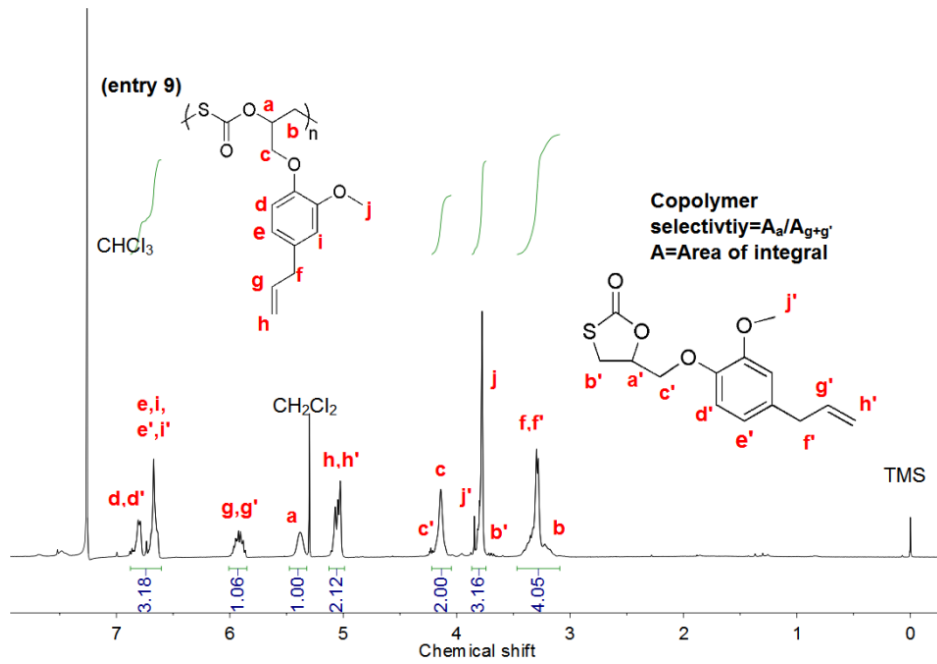 (entry 9)
S
O
O
a
b
n
c
O
d
O
j
e
i
g
f
h
CHCl3
Copolymer
selectivtiy=Aa/Ag+g'
A=Area of integral
O
S
O
b'
a'
c'
O
O
j'
d'
e'
f'
g'
h'
e,i,
e',i'
d,d'
g,g'
a
CH2Cl2
h,h'
c
c'
j
j'
b'
f,f'
b
TMS
3.18
1.06
1.00
2.12
2.00
3.16
4.05
7 6 5 4 3 2 1 0
Chemical shift